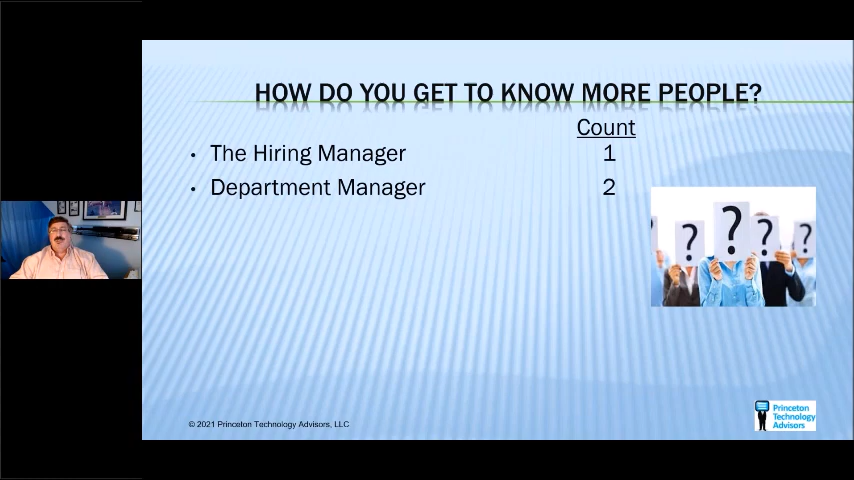 HOW DO YOU GET TO KNOW MORE PEOPLE?
Count
• The Hiring Manager 1
• Department Manager 2
? ? ? ?
© 2021 Princeton Technology Advisors, LLC
Princeton
Technology
Advisors